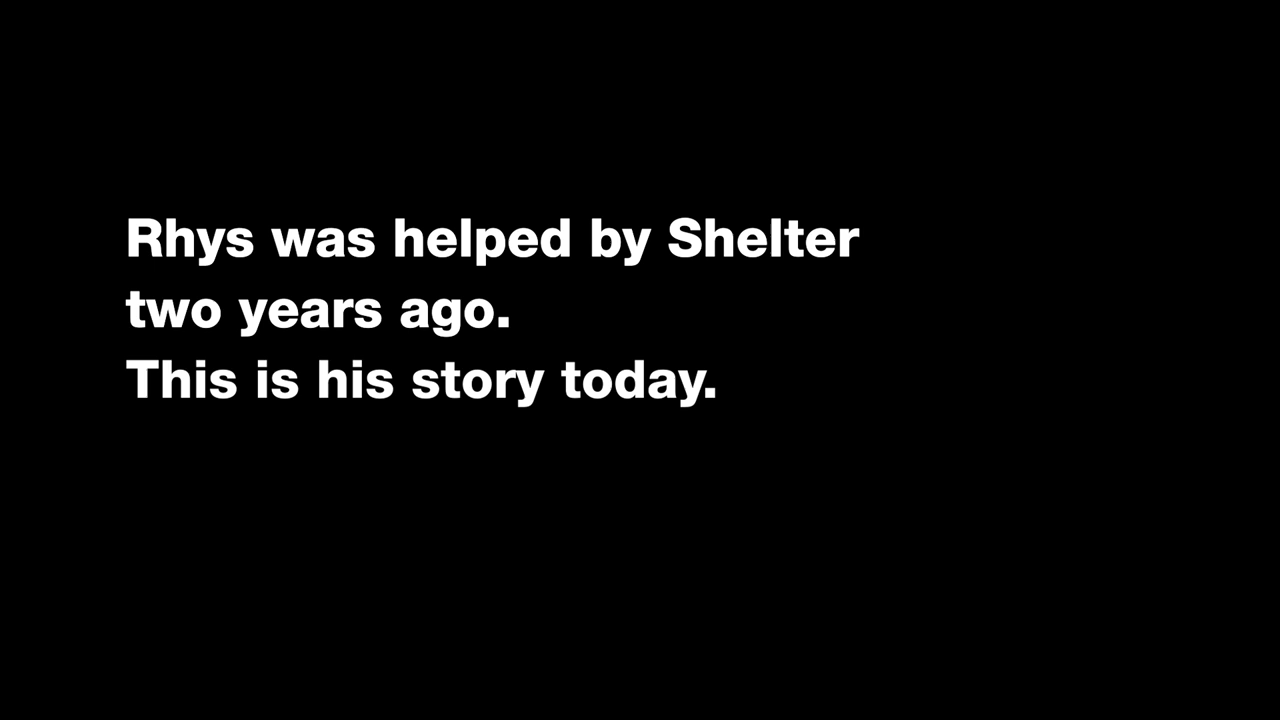 Rhys was helped by Shelter
two years ago.
This is his story today.